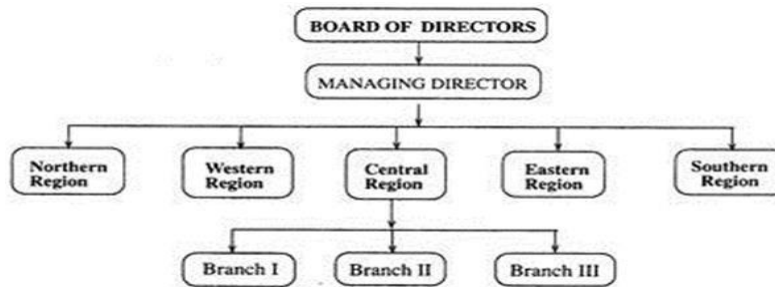 BOARD OF DIRECTORS
MANAGING DIRECTOR
Northern
Region
Western
Region
Central
Region
Eastern
Region
Southern
Region
Branch I
Branch II
Branch III